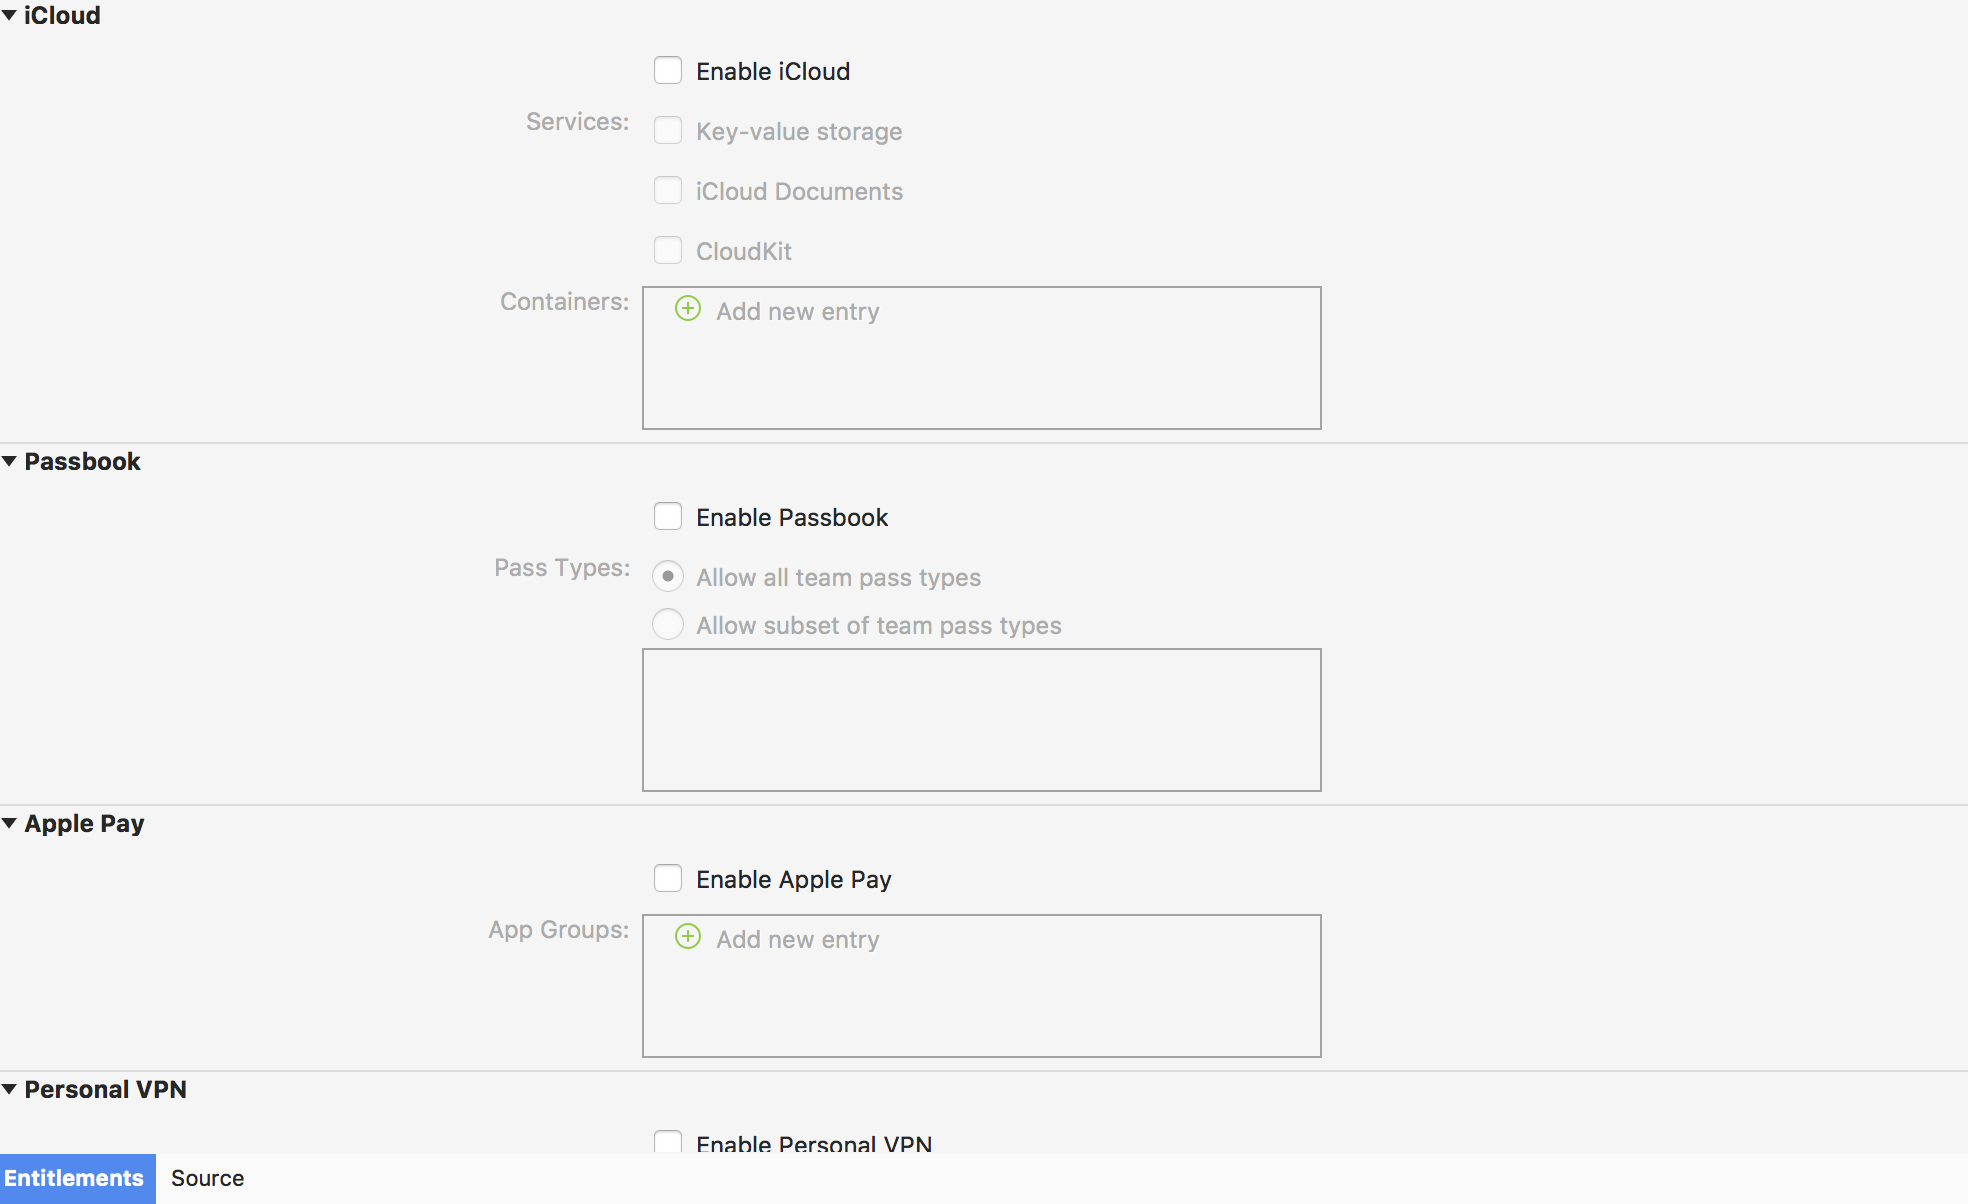 iCloud
Enable iCloud
Services:
Key-value storage
iCloud Documents
CloudKit
Containers:
Add new entry
Passbook
Enable Passbook
Pass Types:
Allow all team pass types
Allow subset of team pass types
Apple Pay
Enable Apple Pay
App Groups:
Add new entry
Personal VPN
Enable Personal VPN
Entitlements Source